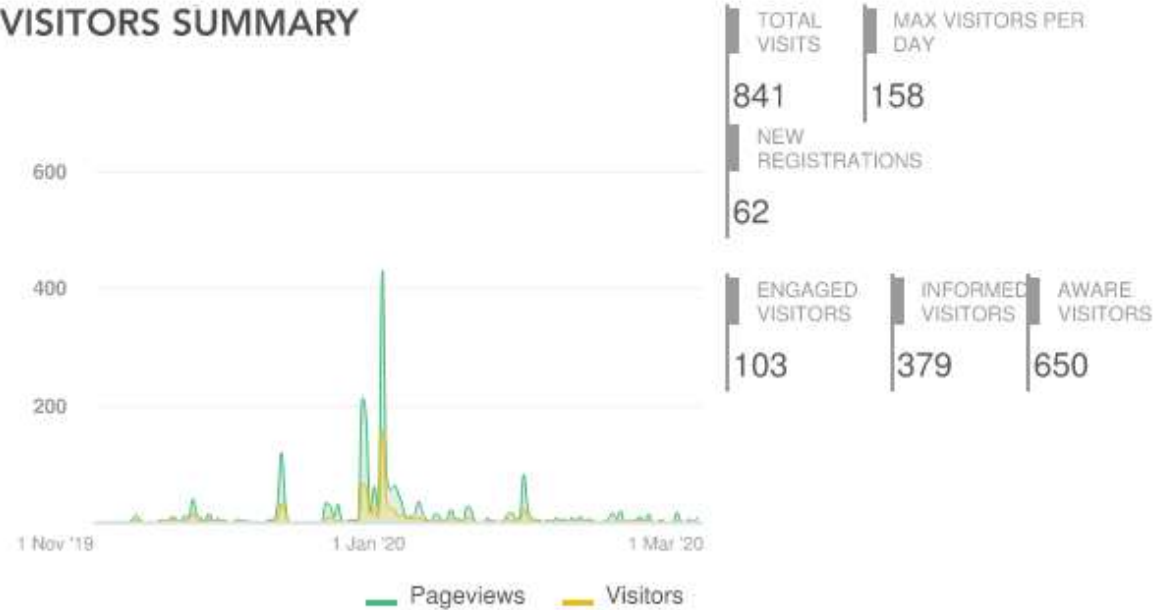 VISITORS SUMMARY
TOTAL
VISITS
841
MAX VISITORS PER
DAY
158
NEW
REGISTRATIONS
62
ENGAGED
VISITORS
103
INFORMED
VISITORS
379
AWARE
VISITORS
650
600
400
200
1 Nov '19
1 Jan '20
1 Mar '20
Pageviews
Visitors